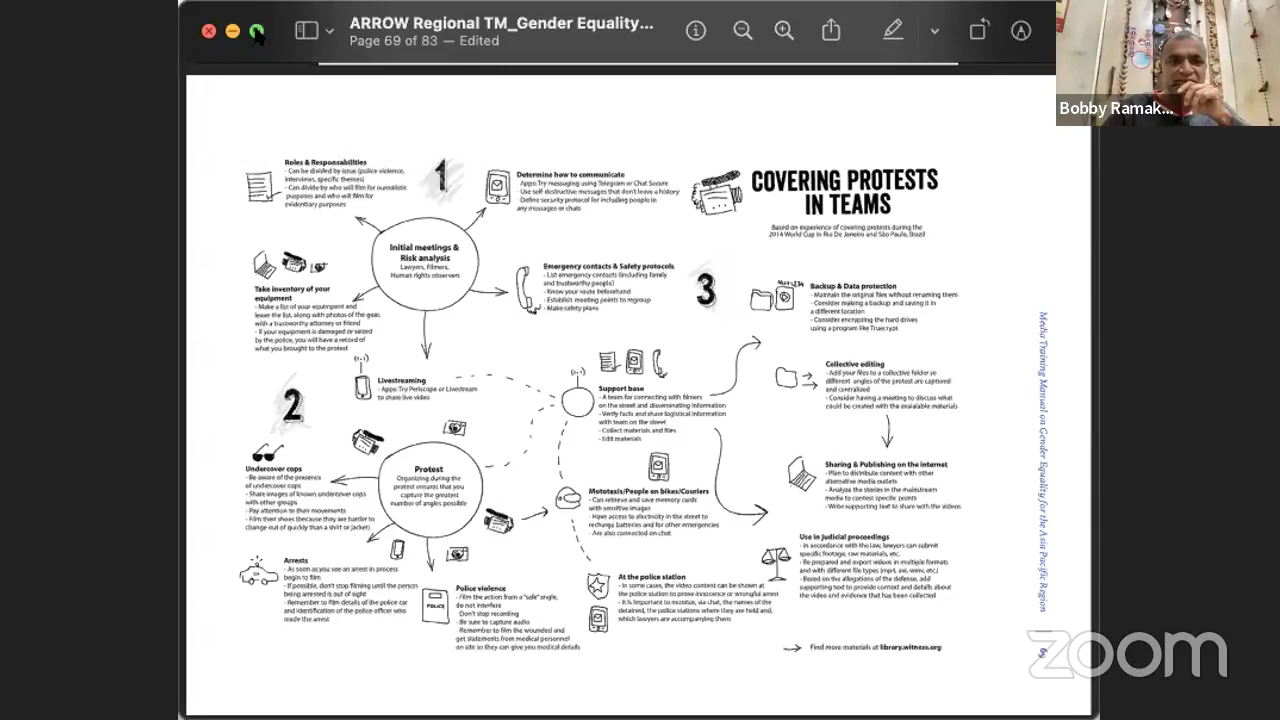 ARROW Regional TM_Gender Equality...
Page 69 of 83 — Edited
Bobby Ramak...
COVERING PROTESTS
IN TEAMS
Based on experience of covering protests during the
2014 World Cup in Rio De Janeiro and São Paulo, Brazil
1
Initial meetings &
Risk analysis
Lawyers, Filmers,
Human rights observers
Roles & Responsibilities
- Can be divided by issue (police violence,
interviews, specific themes)
- Can divide by who will film for journalistic
purposes and who will film for
evidentiary purposes
Determine how to communicate
- Apps: Try messaging using Telegram or Chat Secure
- Use self destructive messages that don't leave a history
- Define security protocol for including people in
any messages or chats
Take inventory of your
equipment
- Make a list of your equipment and
leave the list, along with photos of the gear,
with a trustworthy attorney or friend
- If your equipment is damaged or seized
by the police, you will have a record of
what you brought to the protest
Emergency contacts & Safety protocols
- List emergency contacts (including family
and trustworthy people)
- Know your route beforehand
- Establish meeting points to regroup
- Make safety plans
2
Livestreaming
- Apps: Try Periscope or Livestream
to share live video
Protest
Organizing during the
protest ensures that you
capture the greatest
number of angles possible
Undercover cops
- Be aware of the presence
of undercover cops
- Share images of known undercover cops
with other groups
- Pay attention to their movements
- Film their shoes (because they are harder to
change out of quickly than a shirt or jacket)
Arrests
- As soon as you see an arrest in process
begin to film
- If possible, don't stop filming until the person
being arrested is out of sight
- Remember to film details of the police car
and identification of the police officer who
made the arrest
POLICE
Police violence
- Film the action from a "safe" angle,
do not interfere
- Don't stop recording
- Be sure to capture audio
- Remember to film the wounded and
get statements from medical personnel
on site so they can give you medical details
Support base
- A team for connecting with filmers
on the street and disseminating information
- Verify facts and share logistical information
with team on the street
- Collect materials and files
- Edit materials
Mototaxis/People on bikes/Couriers
- Can retrieve and save memory cards
with sensitive images
- Have access to electricity in the street to
recharge batteries and for other emergencies
- Are also connected on chat
At the police station
- In some cases, the video content can be shown at
the police station to prove innocence or wrongful arrest
- It is important to monitor, via chat, the names of the
detained, the police stations where they are held and,
which lawyers are accompanying them
3
Backup & Data protection
- Maintain the original files without renaming them
- Consider making a backup and saving it in
a different location
- Consider encrypting the hard drives
using a program like Truecrypt
Collective editing
- Add your files to a collective folder so
different angles of the protest are captured
and centralized
- Consider having a meeting to discuss what
could be created with the available materials
Sharing & Publishing on the internet
- Plan to distribute content with other
alternative media outlets
- Analyze the stories in the mainstream
media to contest specific points
- Write supporting text to share with the videos
Use in judicial proceedings
- In accordance with the law, lawyers can submit
specific footage, raw materials, etc.
- Be prepared and export videos in multiple formats
and with different file types (mp4, avi, wmv, etc.)
- Based on the allegations of the defense, add
supporting text to provide context and details about
the video and evidence that has been collected
Find more materials at library.witness.org
Media Training Manual on Gender Equality for the Asia Pacific Region
zoom